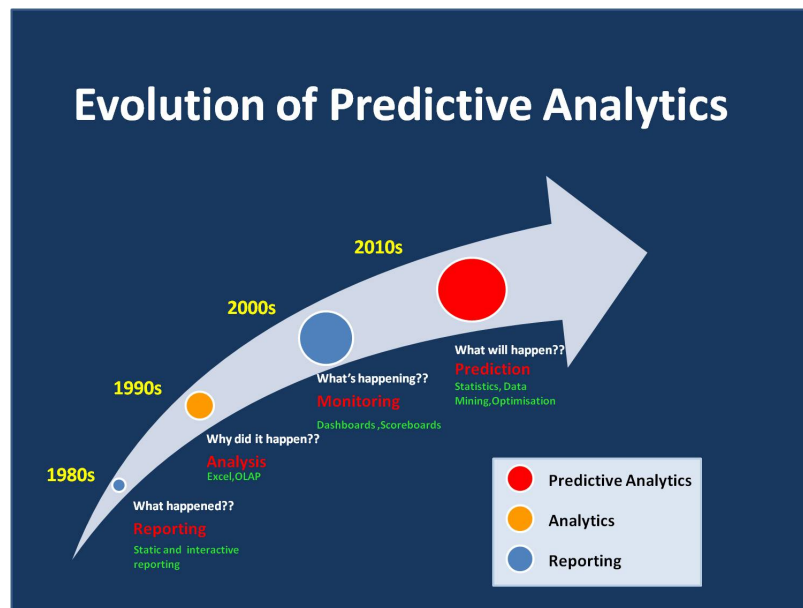 Evolution of Predictive Analytics
2010s
2000s
1990s
1980s
What will happen??
Prediction
Statistics, Data
Mining,Optimisation
What's happening??
Monitoring
Dashboards ,Scoreboards
Why did it happen??
Analysis
Excel,OLAP
What happened??
Reporting
Static and interactive
reporting
Predictive Analytics
Analytics
Reporting